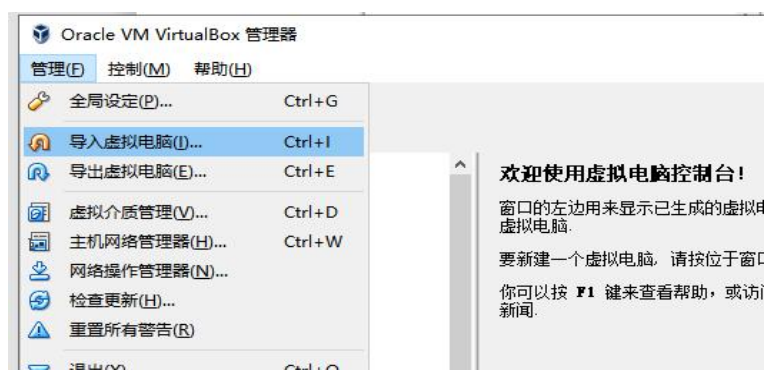 Oracle VM VirtualBox 管理器
管理(F) 控制(M) 帮助(H)
全局设定(P)... Ctrl+G
导入虚拟电脑(I)... Ctrl+I
导出虚拟电脑(E)... Ctrl+E
虚拟介质管理(V)... Ctrl+D
主机网络管理器(H)... Ctrl+W
网络操作管理器(N)...
检查更新(H)...
重置所有警告(R)
退出(X) Ctrl+Q
欢迎使用虚拟电脑控制台!
窗口的左边用来显示已生成的虚拟电
虚拟电脑.
要新建一个虚拟电脑, 请按位于窗口
你可以按 F1 键来查看帮助，或访问
新闻.